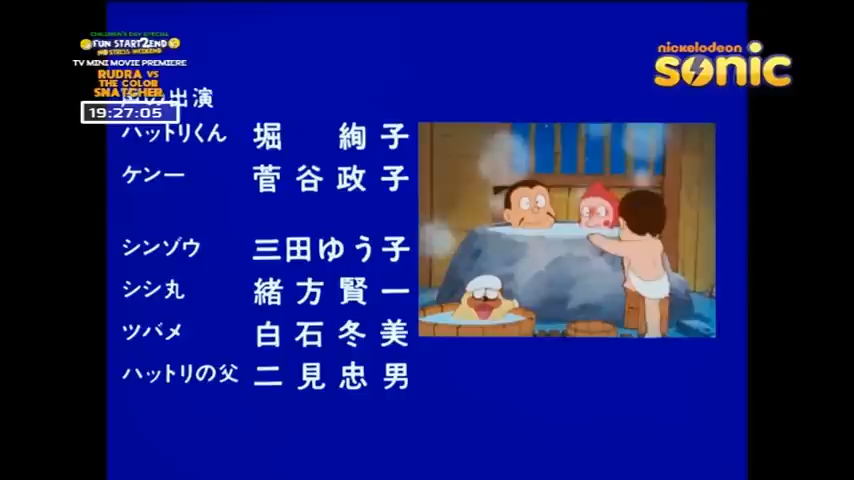 CHILDREN'S DAY SPECIAL
FUN START2END
NO STRESS WEEKEND
TV MINI MOVIE PREMIERE
RUDRA VS
THE COLOR
SNATCHER
19:27:05
nickelodeon
sonic
声の出演
ハットリくん 堀 絢子
ケン一 菅谷政子
シンゾウ 三田ゆう子
シシ丸 緒方賢一
ツバメ 白石冬美
ハットリの父 二見忠男